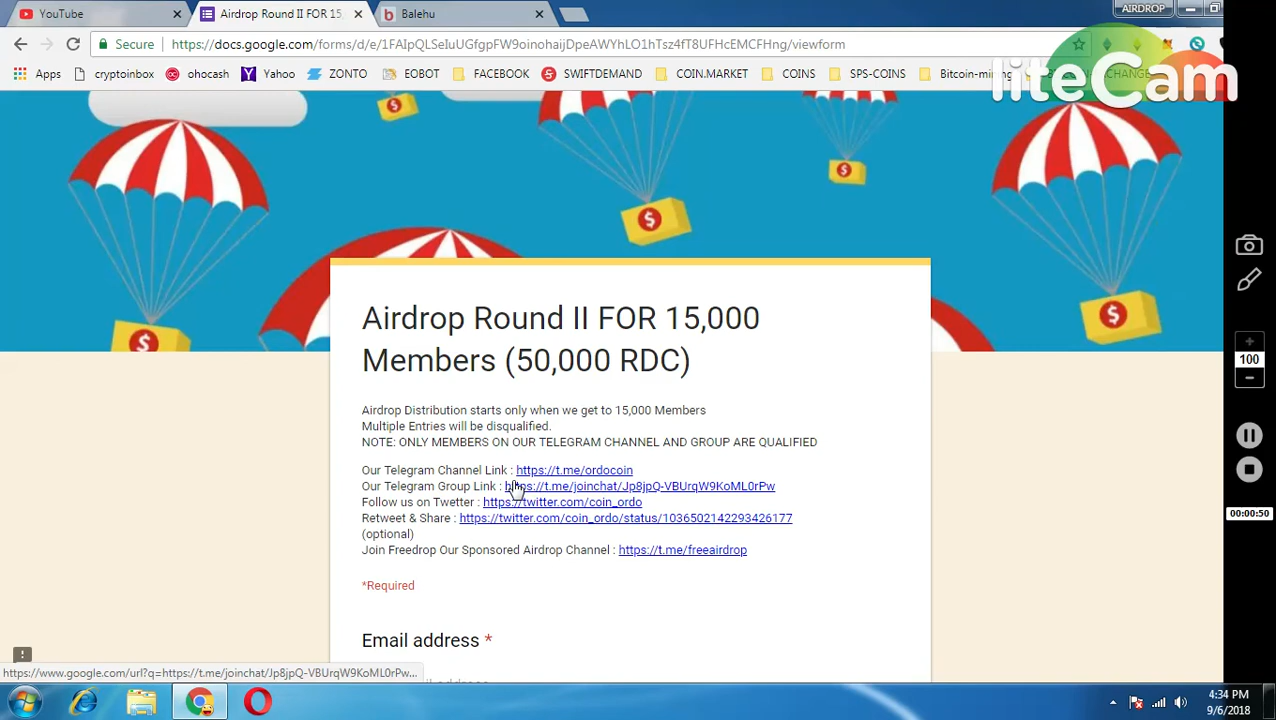 YouTube
Airdrop Round II FOR 15,
Balehu
AIRDROP
Secure
https://docs.google.com/forms/d/e/
/viewform
Apps
cryptoinbox
ohocash
Yahoo
ZONTO
EOBOT
FACEBOOK
SWIFTDEMAND
COIN.MARKET
COINS
SPS-COINS
liteCam
Airdrop Round II FOR 15,000
Members (50,000 RDC)
Airdrop Distribution starts only when we get to 15,000 Members
Multiple Entries will be disqualified.
NOTE: ONLY MEMBERS ON OUR TELEGRAM CHANNEL AND GROUP ARE QUALIFIED
Our Telegram Channel Link : https://t.me/ordocoin
Our Telegram Group Link : https://t.me/joinchat/Jp8jpQ-VBUrqW9KoML0rPw
Follow us on Twetter : https://twitter.com/coin_ordo
Retweet & Share : https://twitter.com/coin_ordo/status/1036502142293426177
(optional)
Join Freedrop Our Sponsored Airdrop Channel : https://t.me/freeairdrop
*Required
Email address *
https://www.google.com/url?q=https://t.me/joinchat/Jp8jpQ-VBUrqW9KoML0rPw...
100
00:00:50
4:34 PM
9/6/2018